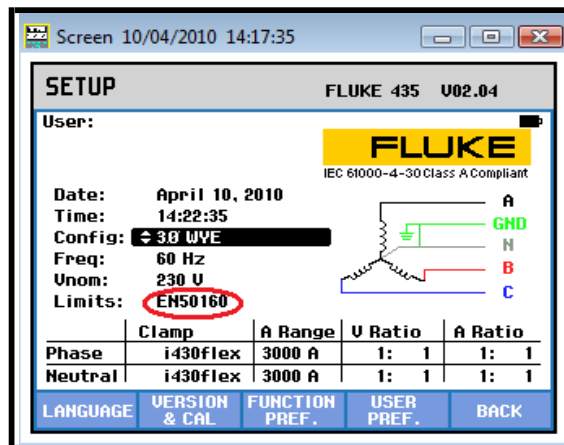 Screen 10/04/2010 14:17:35
SETUP FLUKE 435 V02.04
User:
FLUKE
IEC 61000-4-30 Class A Compliant
Date: April 10, 2010
Time: 14:22:35
Config: 3Ø WYE
Freq: 60 Hz
Vnom: 230 V
Limits: EN50160
A
GND
N
B
C
Clamp A Range V Ratio A Ratio
Phase i430flex 3000 A 1: 1 1: 1
Neutral i430flex 3000 A 1: 1 1: 1
LANGUAGE VERSION & CAL FUNCTION PREF. USER PREF. BACK